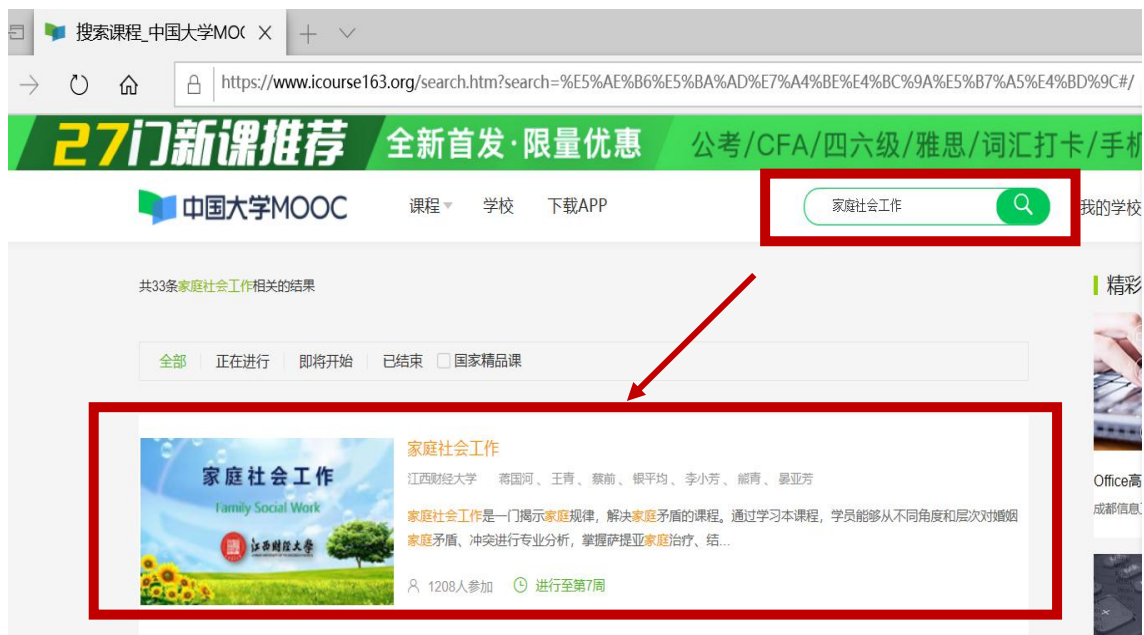 搜索课程_中国大学MOO
https://www.icourse163.org/search.htm?search=%E5%AE%B6%E5%BA%AD%E7%A4%BE%E4%BC%9A%E5%B7%A5%E4%BD%9C#/
27门新课推荐 全新首发·限量优惠 公考/CFA/四六级/雅思/词汇打卡/手机
中国大学MOOC 课程 学校 下载APP 家庭社会工作 我的学校
共33条家庭社会工作相关的结果
精彩
全部 正在进行 即将开始 已结束 国家精品课
家庭社会工作
家庭社会工作
Family Social Work
江西财经大学
江西财经大学 蒋国河、王青、蔡前、银平均、李小芳、熊青、晏亚芳
家庭社会工作是一门揭示家庭规律，解决家庭矛盾的课程。通过学习本课程，学员能够从不同角度和层次对婚姻
家庭矛盾、冲突进行专业分析，掌握萨提亚家庭治疗、结...
1208人参加 进行至第7周
Office高
成都信息